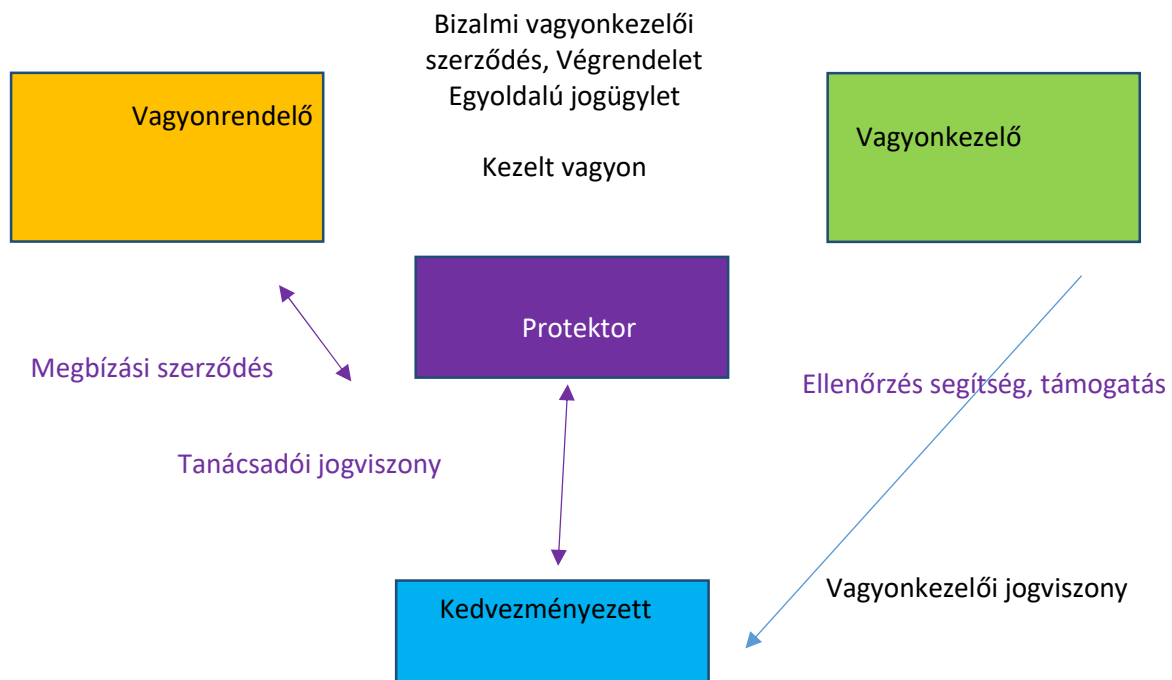 Bizalmi vagyonkezelői
szerződés, Végrendelet
Egyoldalú jogügylet
Vagyonrendelő
Vagyonkezelő
Kezelt vagyon
Protektor
Megbízási szerződés
Ellenőrzés segítség, támogatás
Tanácsadói jogviszony
Vagyonkezelői jogviszony
Kedvezményezett